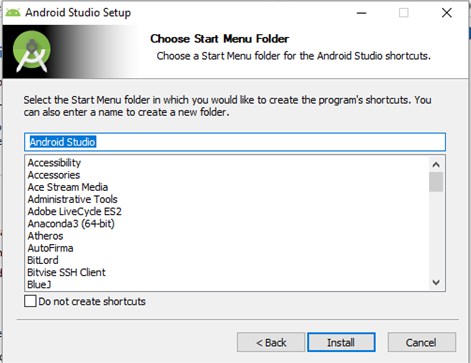 Android Studio Setup
Choose Start Menu Folder
Choose a Start Menu folder for the Android Studio shortcuts.
Select the Start Menu folder in which you would like to create the program's shortcuts. You
can also enter a name to create a new folder.
Android Studio
Accessibility
Accessories
Ace Stream Media
Administrative Tools
Adobe LiveCycle ES2
Anaconda3 (64-bit)
Atheros
AutoFirma
BitLord
Bitvise SSH Client
BlueJ
Do not create shortcuts
< Back
Install
Cancel